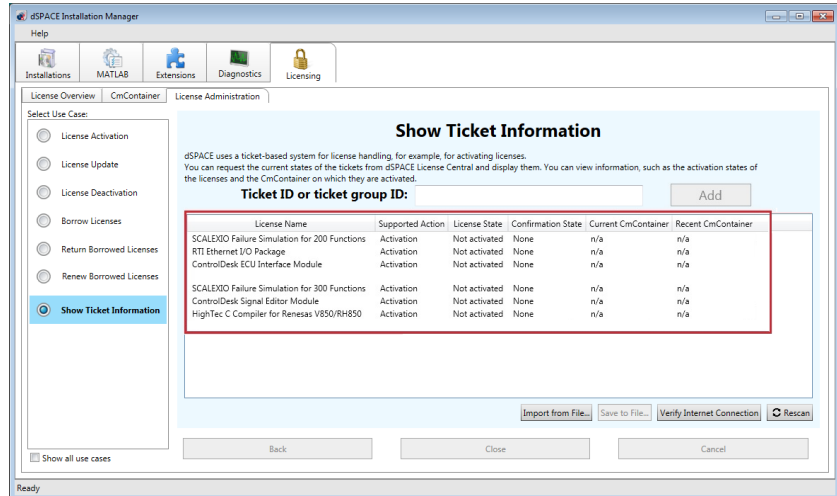 dSPACE Installation Manager
Help
Installations MATLAB Extensions Diagnostics Licensing
License Overview CmContainer License Administration
Select Use Case:
License Activation
License Update
License Deactivation
Borrow Licenses
Return Borrowed Licenses
Renew Borrowed Licenses
Show Ticket Information
Show all use cases
Show Ticket Information
dSPACE uses a ticket-based system for license handling, for example, for activating licenses.
You can request the current states of the tickets from dSPACE License Central and display them. You can view information, such as the activation states of
the licenses and the CmContainer on which they are activated.
Ticket ID or ticket group ID: Add
License Name Supported Action License State Confirmation State Current CmContainer Recent CmContainer
SCALEXIO Failure Simulation for 200 Functions Activation Not activated None n/a n/a
RTI Ethernet I/O Package Activation Not activated None n/a n/a
ControlDesk ECU Interface Module Activation Not activated None n/a n/a
SCALEXIO Failure Simulation for 300 Functions Activation Not activated None n/a n/a
ControlDesk Signal Editor Module Activation Not activated None n/a n/a
HighTec C Compiler for Renesas V850/RH850 Activation Not activated None n/a n/a
Import from File... Save to File... Verify Internet Connection Rescan
Back Close Cancel
Ready